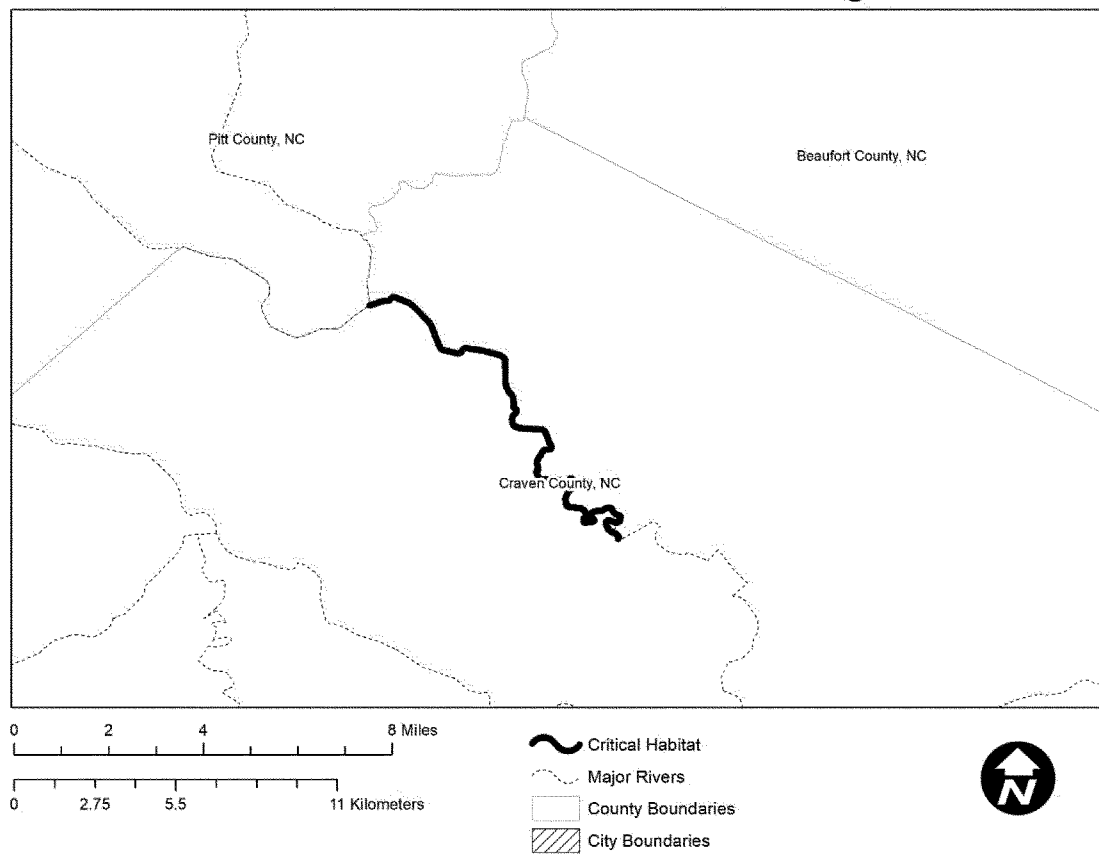 Pitt County, NC
Beaufort County, NC
Craven County, NC
0 2 4 8 Miles
0 2.75 5.5 11 Kilometers
Critical Habitat
Major Rivers
County Boundaries
City Boundaries
N